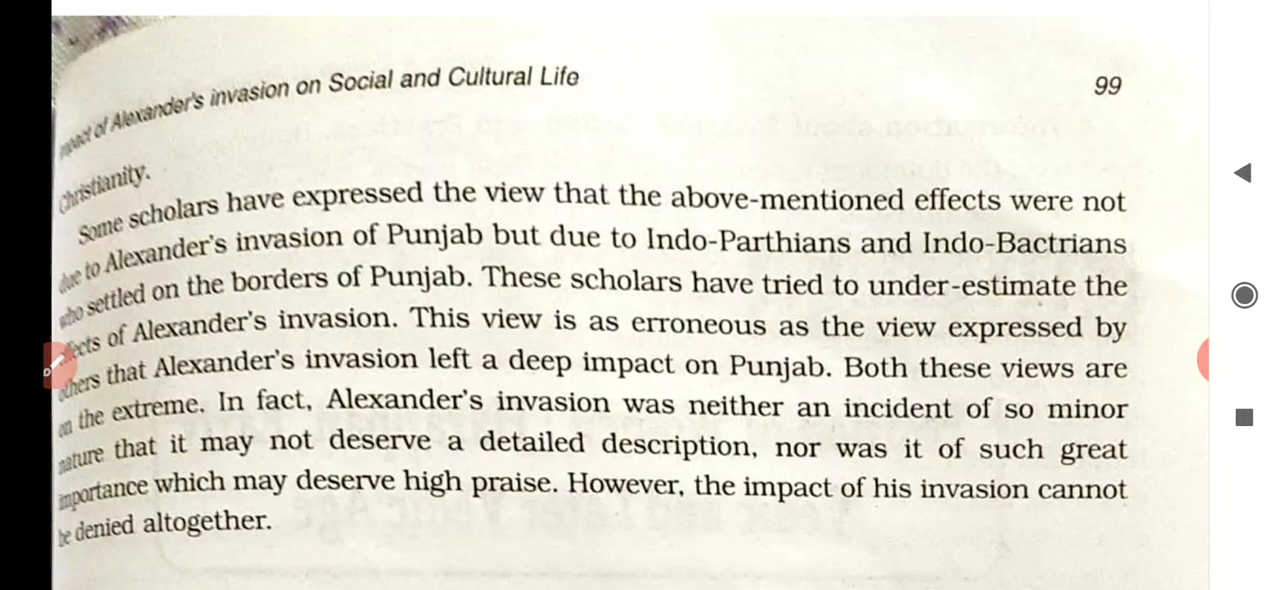 Impact of Alexander's invasion on Social and Cultural Life 99
Christianity.
Some scholars have expressed the view that the above-mentioned effects were not
due to Alexander's invasion of Punjab but due to Indo-Parthians and Indo-Bactrians
who settled on the borders of Punjab. These scholars have tried to under-estimate the
effects of Alexander's invasion. This view is as erroneous as the view expressed by
others that Alexander's invasion left a deep impact on Punjab. Both these views are
on the extreme. In fact, Alexander's invasion was neither an incident of so minor
nature that it may not deserve a detailed description, nor was it of such great
importance which may deserve high praise. However, the impact of his invasion cannot
be denied altogether.